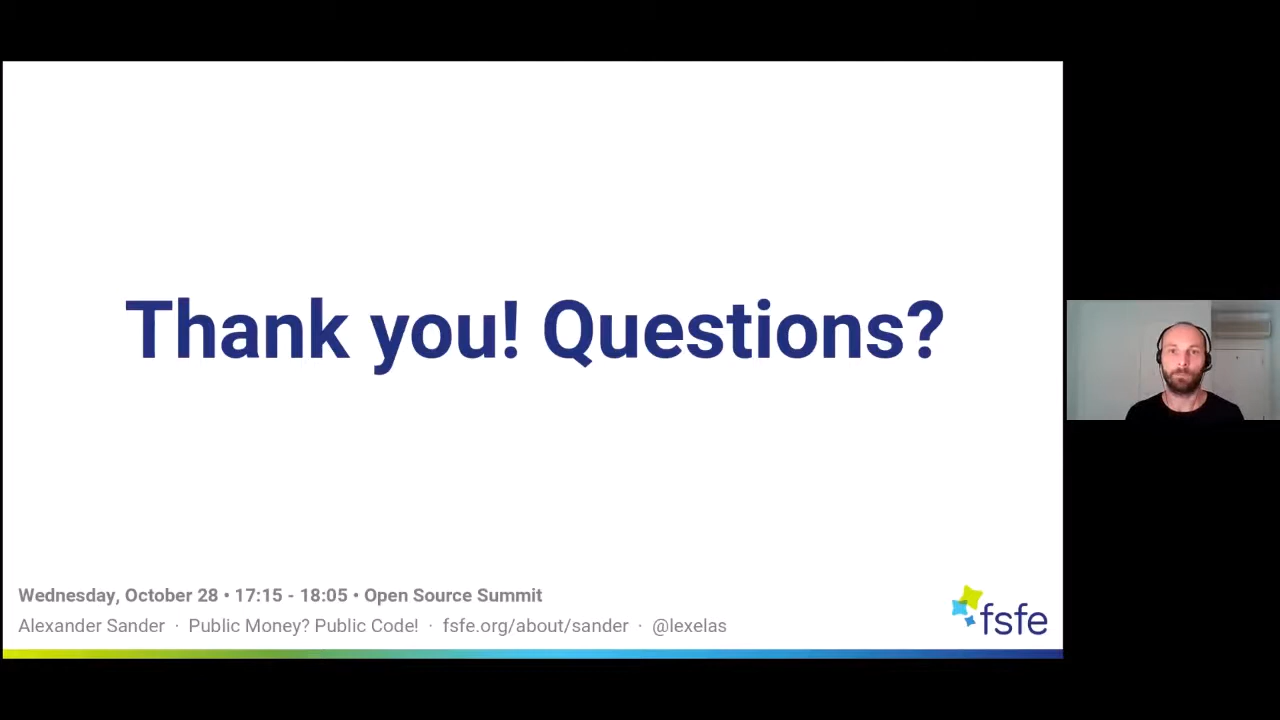 Thank you! Questions?
Wednesday, October 28 • 17:15 - 18:05 • Open Source Summit
Alexander Sander · Public Money? Public Code! · fsfe.org/about/sander · @lexelas
fsfe